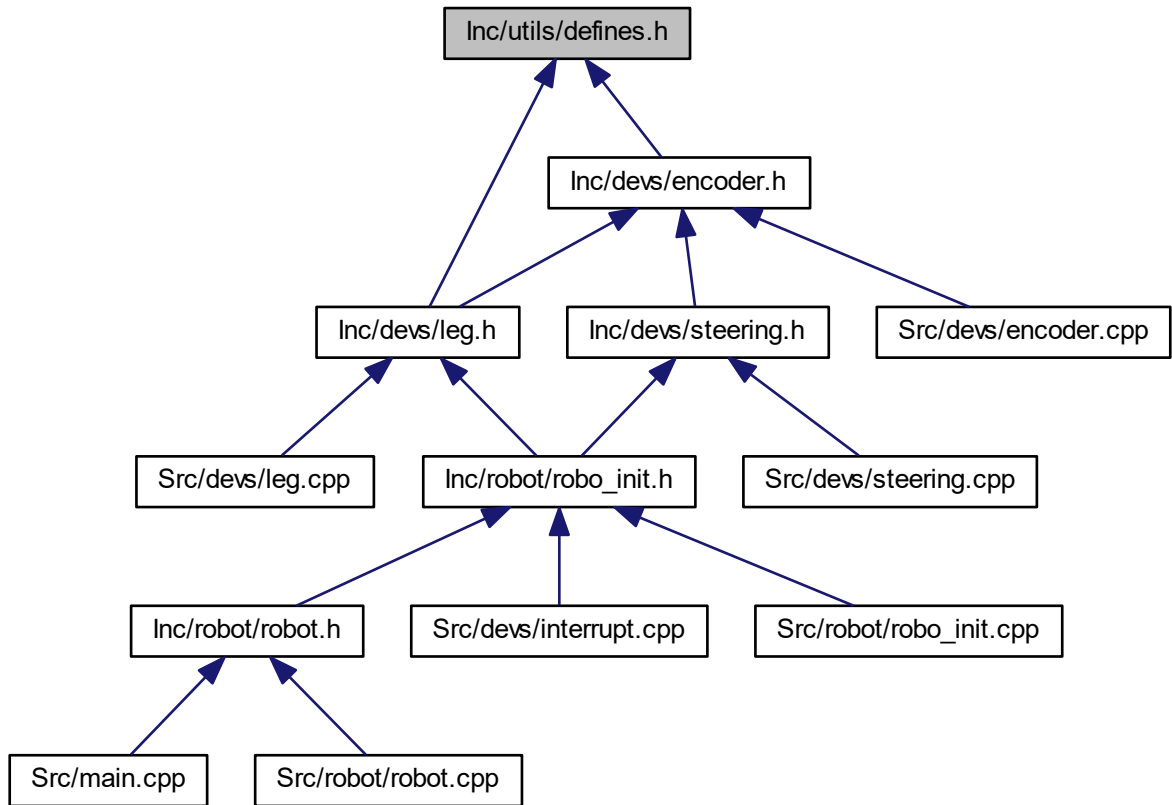 Inc/utils/defines.h
Inc/devs/encoder.h
Inc/devs/leg.h
Inc/devs/steering.h
Src/devs/encoder.cpp
Src/devs/leg.cpp
Inc/robot/robo_init.h
Src/devs/steering.cpp
Inc/robot/robot.h
Src/devs/interrupt.cpp
Src/robot/robo_init.cpp
Src/main.cpp
Src/robot/robot.cpp